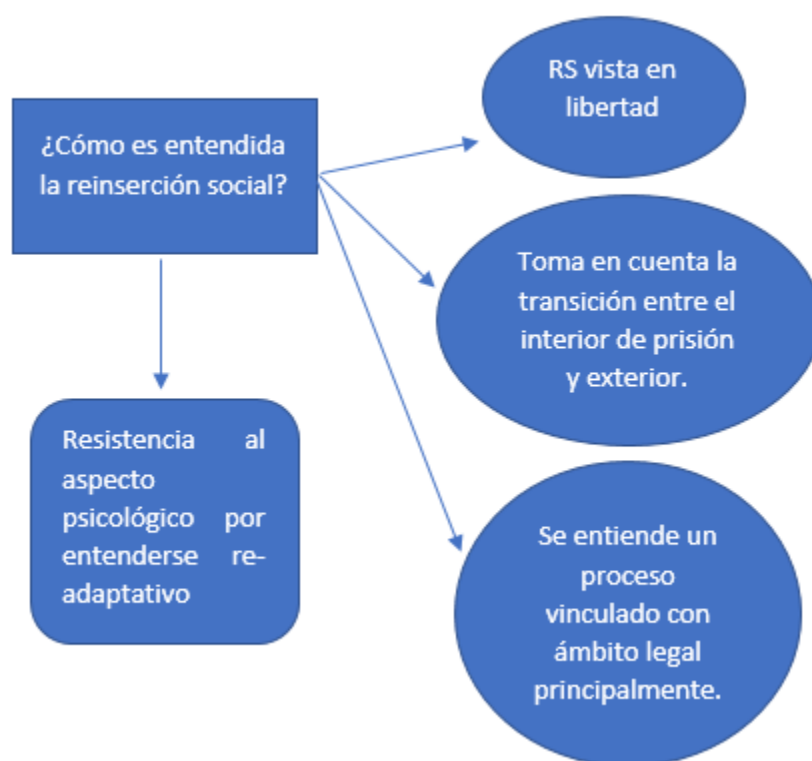 ¿Cómo es entendida
la reinserción social?
RS vista en
libertad
Toma en cuenta la
transición entre el
interior de prisión
y exterior.
Se entiende un
proceso
vinculado con
ámbito legal
principalmente.
Resistencia al
aspecto
psicológico por
entenderse re-
adaptativo